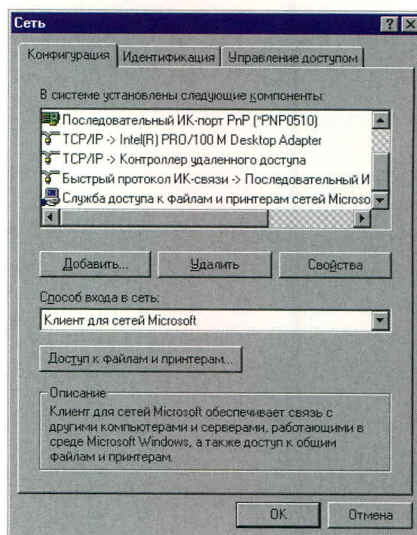 Сеть
Конфигурация Идентификация Управление доступом
В системе установлены следующие компоненты:
Последовательный ИК-порт PnP (*PNP0510)
TCP/IP -> Intel(R) PRO/100 M Desktop Adapter
TCP/IP -> Контроллер удаленного доступа
Быстрый протокол ИК-связи -> Последовательный И
Служба доступа к файлам и принтерам сетей Microso
Добавить... Удалить Свойства
Способ входа в сеть:
Клиент для сетей Microsoft
Доступ к файлам и принтерам...
Описание
Клиент для сетей Microsoft обеспечивает связь с
другими компьютерами и серверами, работающими в
среде Microsoft Windows, а также доступ к общим
файлам и принтерам.
OK Отмена